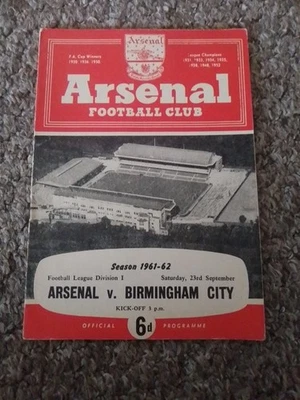 Arsenal
F.A. Cup Winners
1930 1936 1950
League Champions
1931, 1933, 1934, 1935,
1938, 1948, 1953
Arsenal
FOOTBALL CLUB
Season 1961-62
Football League Division 1
Saturday, 23rd September
ARSENAL v. BIRMINGHAM CITY
KICK-OFF 3 p.m.
OFFICIAL 6d PROGRAMME